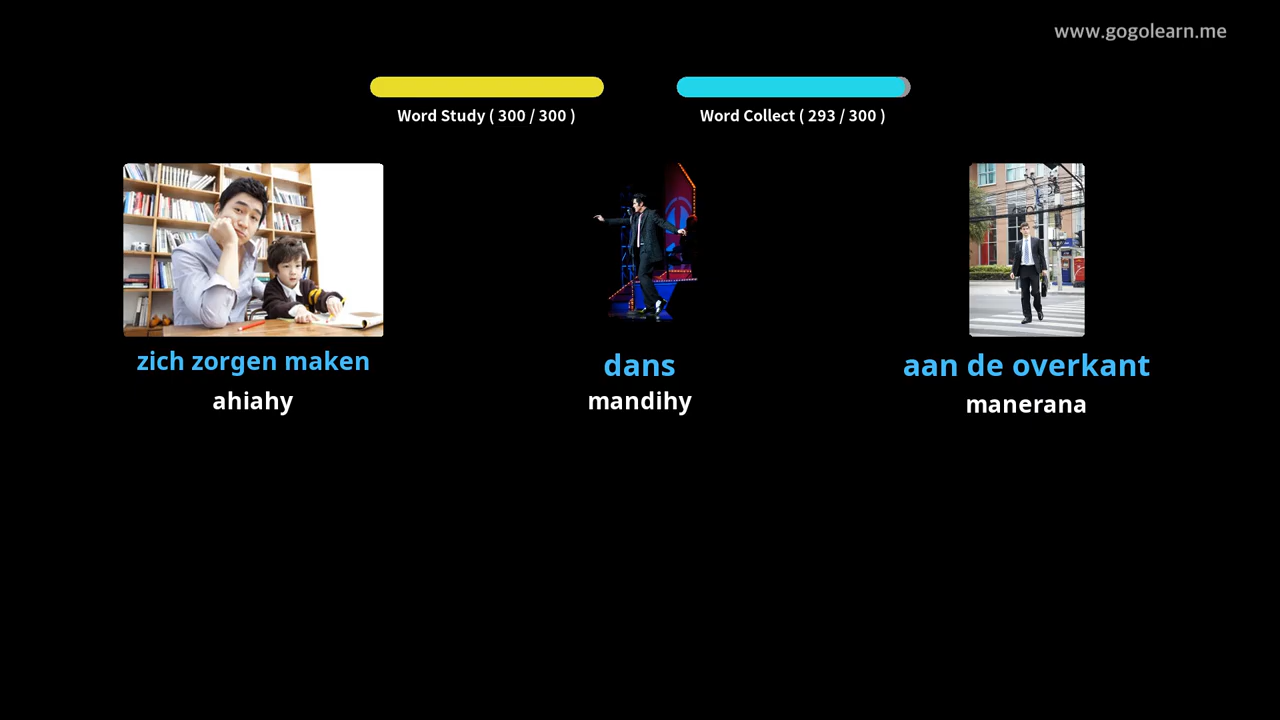 www.gogolearn.me
Word Study ( 300 / 300 )
Word Collect ( 293 / 300 )
zich zorgen maken
ahiahy
dans
mandihy
aan de overkant
manerana